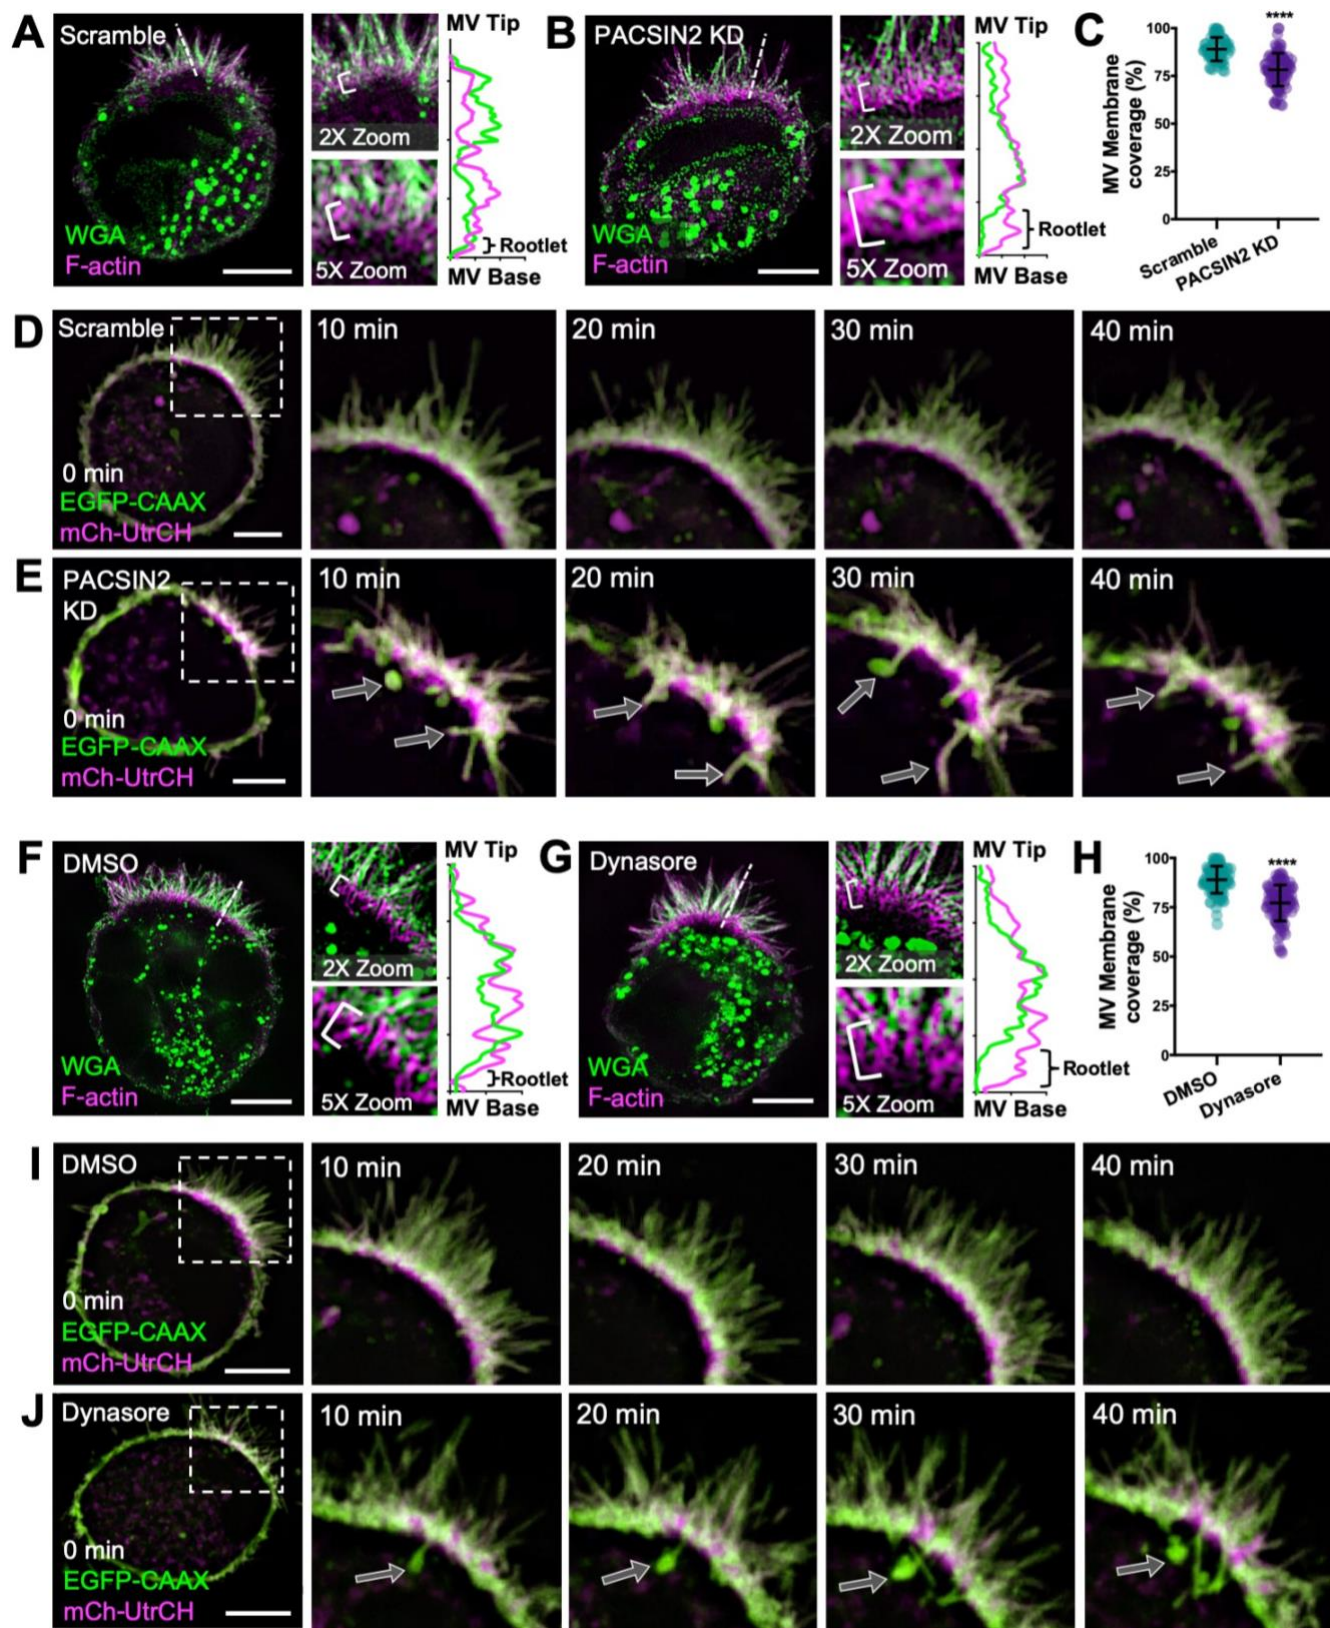 A
Scramble
WGA
F-actin
2X Zoom
5X Zoom
MV Tip
Rootlet
MV Base
B
PACSIN2 KD
WGA
F-actin
2X Zoom
5X Zoom
MV Tip
Rootlet
MV Base
C
****
MV Membrane
coverage (%)
100
75
50
25
0
Scramble
PACSIN2 KD
D
Scramble
0 min
EGFP-CAAX
mCh-UtrCH
10 min
20 min
30 min
40 min
E
PACSIN2
KD
0 min
EGFP-CAAX
mCh-UtrCH
10 min
20 min
30 min
40 min
F
DMSO
WGA
F-actin
2X Zoom
5X Zoom
MV Tip
Rootlet
MV Base
G
Dynasore
WGA
F-actin
2X Zoom
5X Zoom
MV Tip
Rootlet
MV Base
H
****
MV Membrane
coverage (%)
100
75
50
25
0
DMSO
Dynasore
I
DMSO
0 min
EGFP-CAAX
mCh-UtrCH
10 min
20 min
30 min
40 min
J
Dynasore
0 min
EGFP-CAAX
mCh-UtrCH
10 min
20 min
30 min
40 min